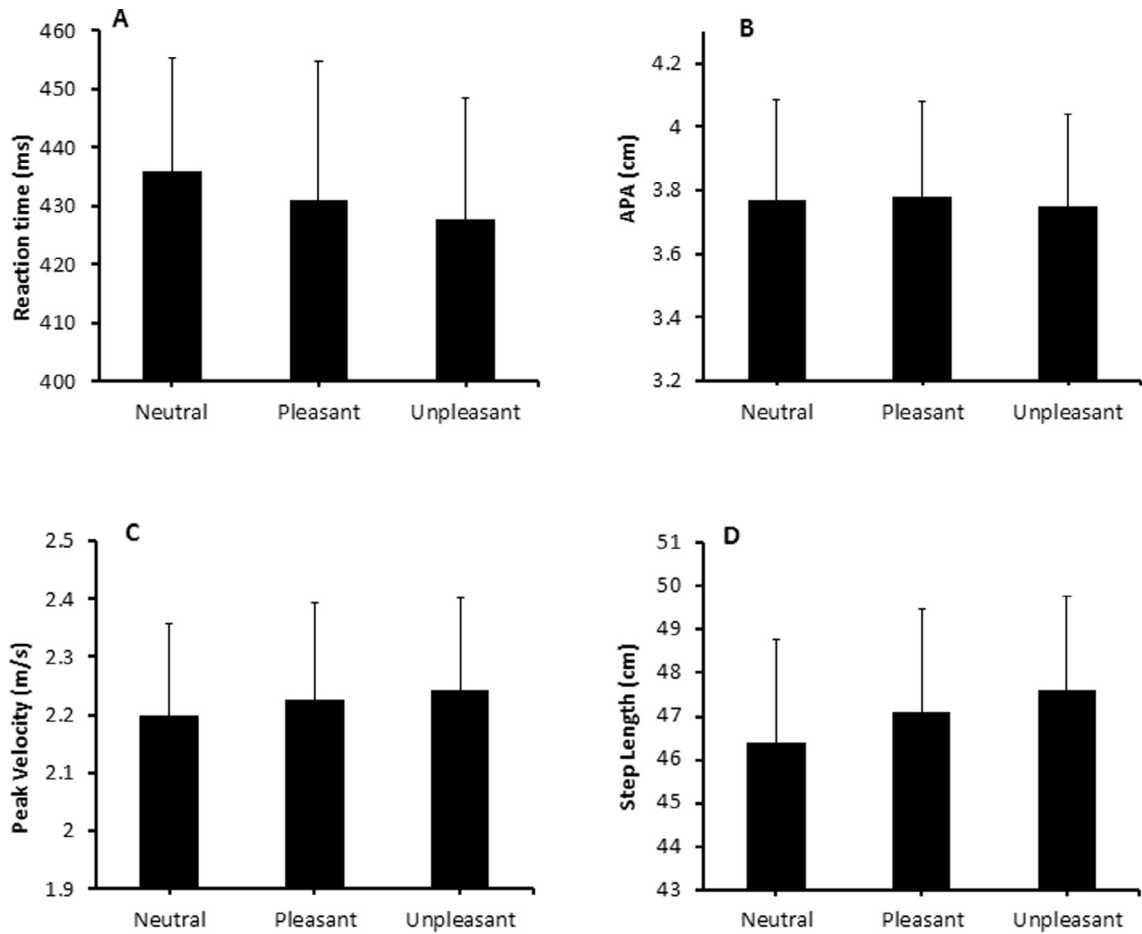 A
Reaction time (ms)
460
450
440
430
420
410
400
Neutral Pleasant Unpleasant
B
APA (cm)
4.2
4
3.8
3.6
3.4
3.2
Neutral Pleasant Unpleasant
C
Peak Velocity (m/s)
2.5
2.4
2.3
2.2
2.1
2
1.9
Neutral Pleasant Unpleasant
D
Step Length (cm)
51
50
49
48
47
46
45
44
43
Neutral Pleasant Unpleasant